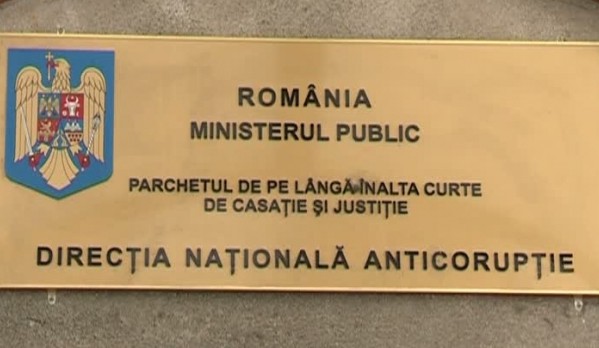 ROMÂNIA
MINISTERUL PUBLIC
PARCHETUL DE PE LÂNGĂ ÎNALTA CURTE
DE CASAȚIE ȘI JUSTIȚIE
DIRECȚIA NAȚIONALĂ ANTICORUPȚIE